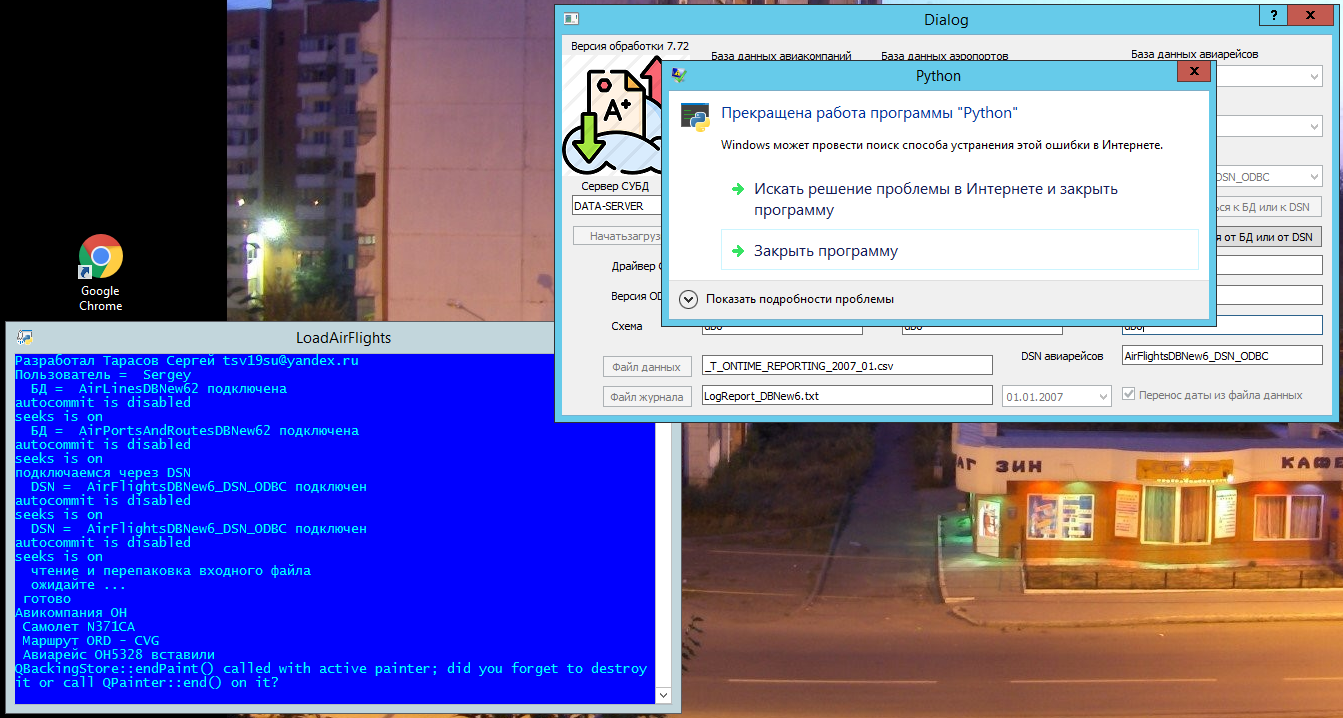 Dialog
?
Версия обработки 7.72
База данных авиакомпаний
База данных аэропортов
База данных авиарейсов
A+
Python
Прекращена работа программы "Python"
Windows может провести поиск способа устранения этой ошибки в Интернете.
Искать решение проблемы в Интернете и закрыть
программу
Закрыть программу
Показать подробности проблемы
Сервер СУБД
DATA-SERVER
Начать загруз
Драйвер
Версия OD
Схема
DSN_ODBC
ься к БД или к DSN
я от БД или от DSN
dbo
dbo
dbo
DSN авиарейсов
AirFlightsDBNew6_DSN_ODBC
Файл данных
_T_ONTIME_REPORTING_2007_01.csv
Файл журнала
LogReport_DBNew6.txt
01.01.2007
Перенос даты из файла данных
Google
Chrome
LoadAirFlights
Разработал Тарасов Сергей tsv19su@yandex.ru
Пользователь = Sergey
БД = AirLinesDBNew62 подключена
autocommit is disabled
seeks is on
БД = AirPortsAndRoutesDBNew62 подключена
autocommit is disabled
seeks is on
подключаемся через DSN
DSN = AirFlightsDBNew6_DSN_ODBC подключен
autocommit is disabled
seeks is on
DSN = AirFlightsDBNew6_DSN_ODBC подключен
autocommit is disabled
seeks is on
чтение и перепаковка входного файла
ожидайте ...
готово
Авикомпания OH
Самолет N371CA
Маршрут ORD - CVG
Авиарейс OH5328 вставили
QBackingStore::endPaint() called with active painter; did you forget to destroy
it or call QPainter::end() on it?
АГ ЗИН
КАФЕ